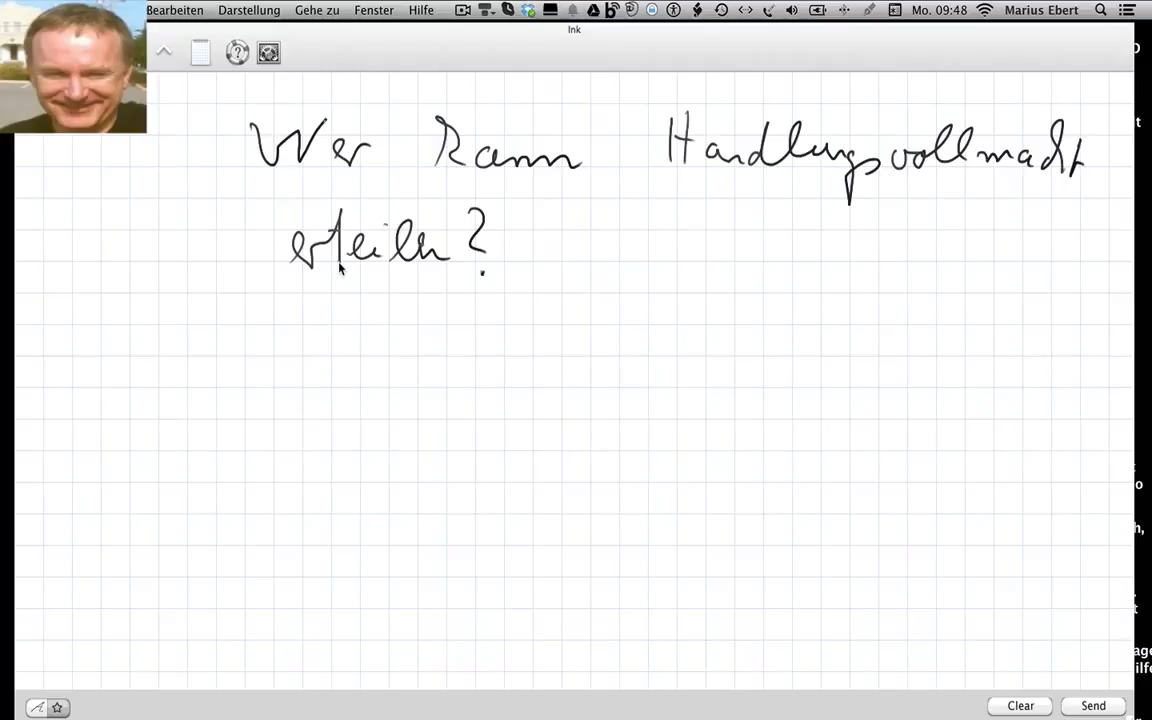 Bearbeiten Darstellung Gehe zu Fenster Hilfe Mo. 09:48 Marius Ebert
Ink
Wer kann Handlungsvollmacht
erteilen?
Clear Send